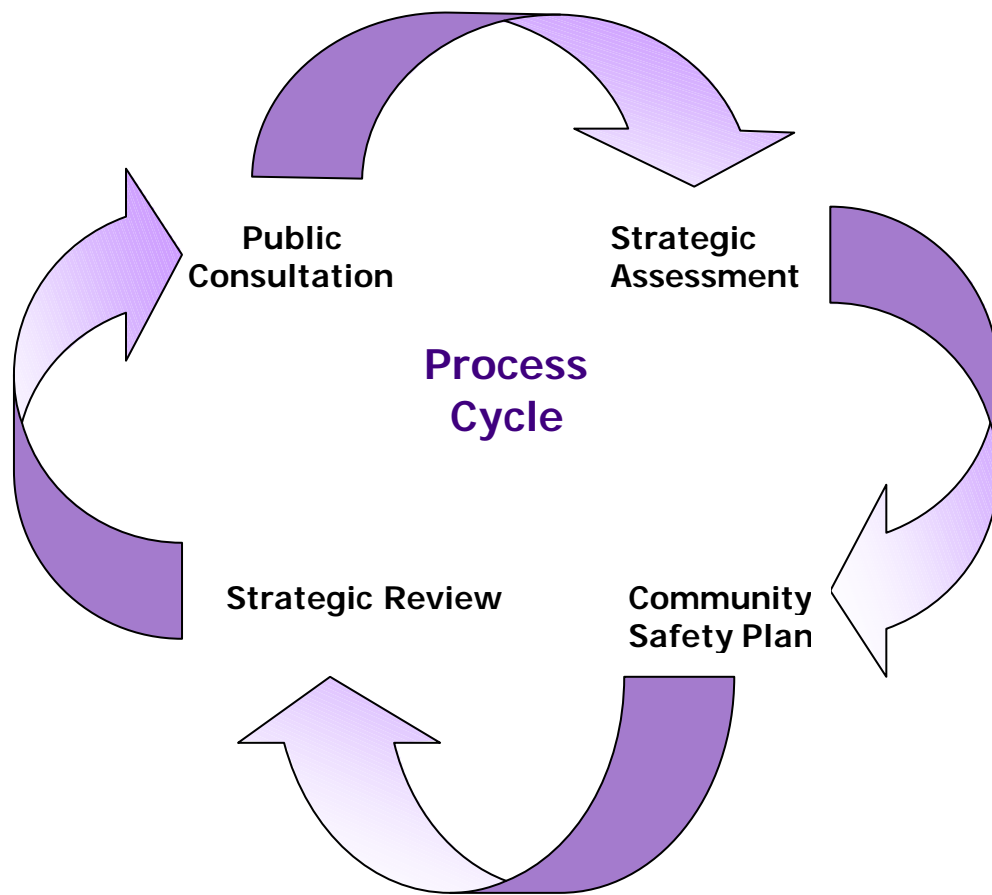 Public
Consultation
Strategic
Assessment
Process
Cycle
Strategic Review
Community
Safety Plan